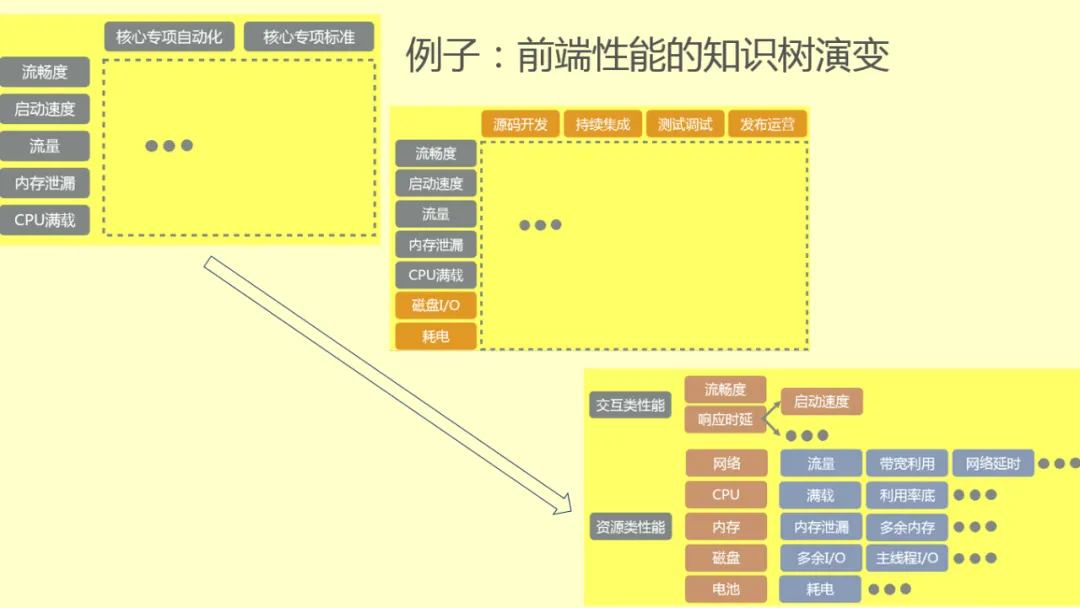 例子：前端性能的知识树演变
核心专项自动化 核心专项标准
流畅度
启动速度
流量
内存泄漏
CPU满载
源码开发 持续集成 测试调试 发布运营
流畅度
启动速度
流量
内存泄漏
CPU满载
磁盘I/O
耗电
交互类性能
流畅度
响应时延
启动速度
资源类性能
网络 流量 带宽利用 网络延时
CPU 满载 利用率底
内存 内存泄漏 多余内存
磁盘 多余I/O 主线程I/O
电池 耗电